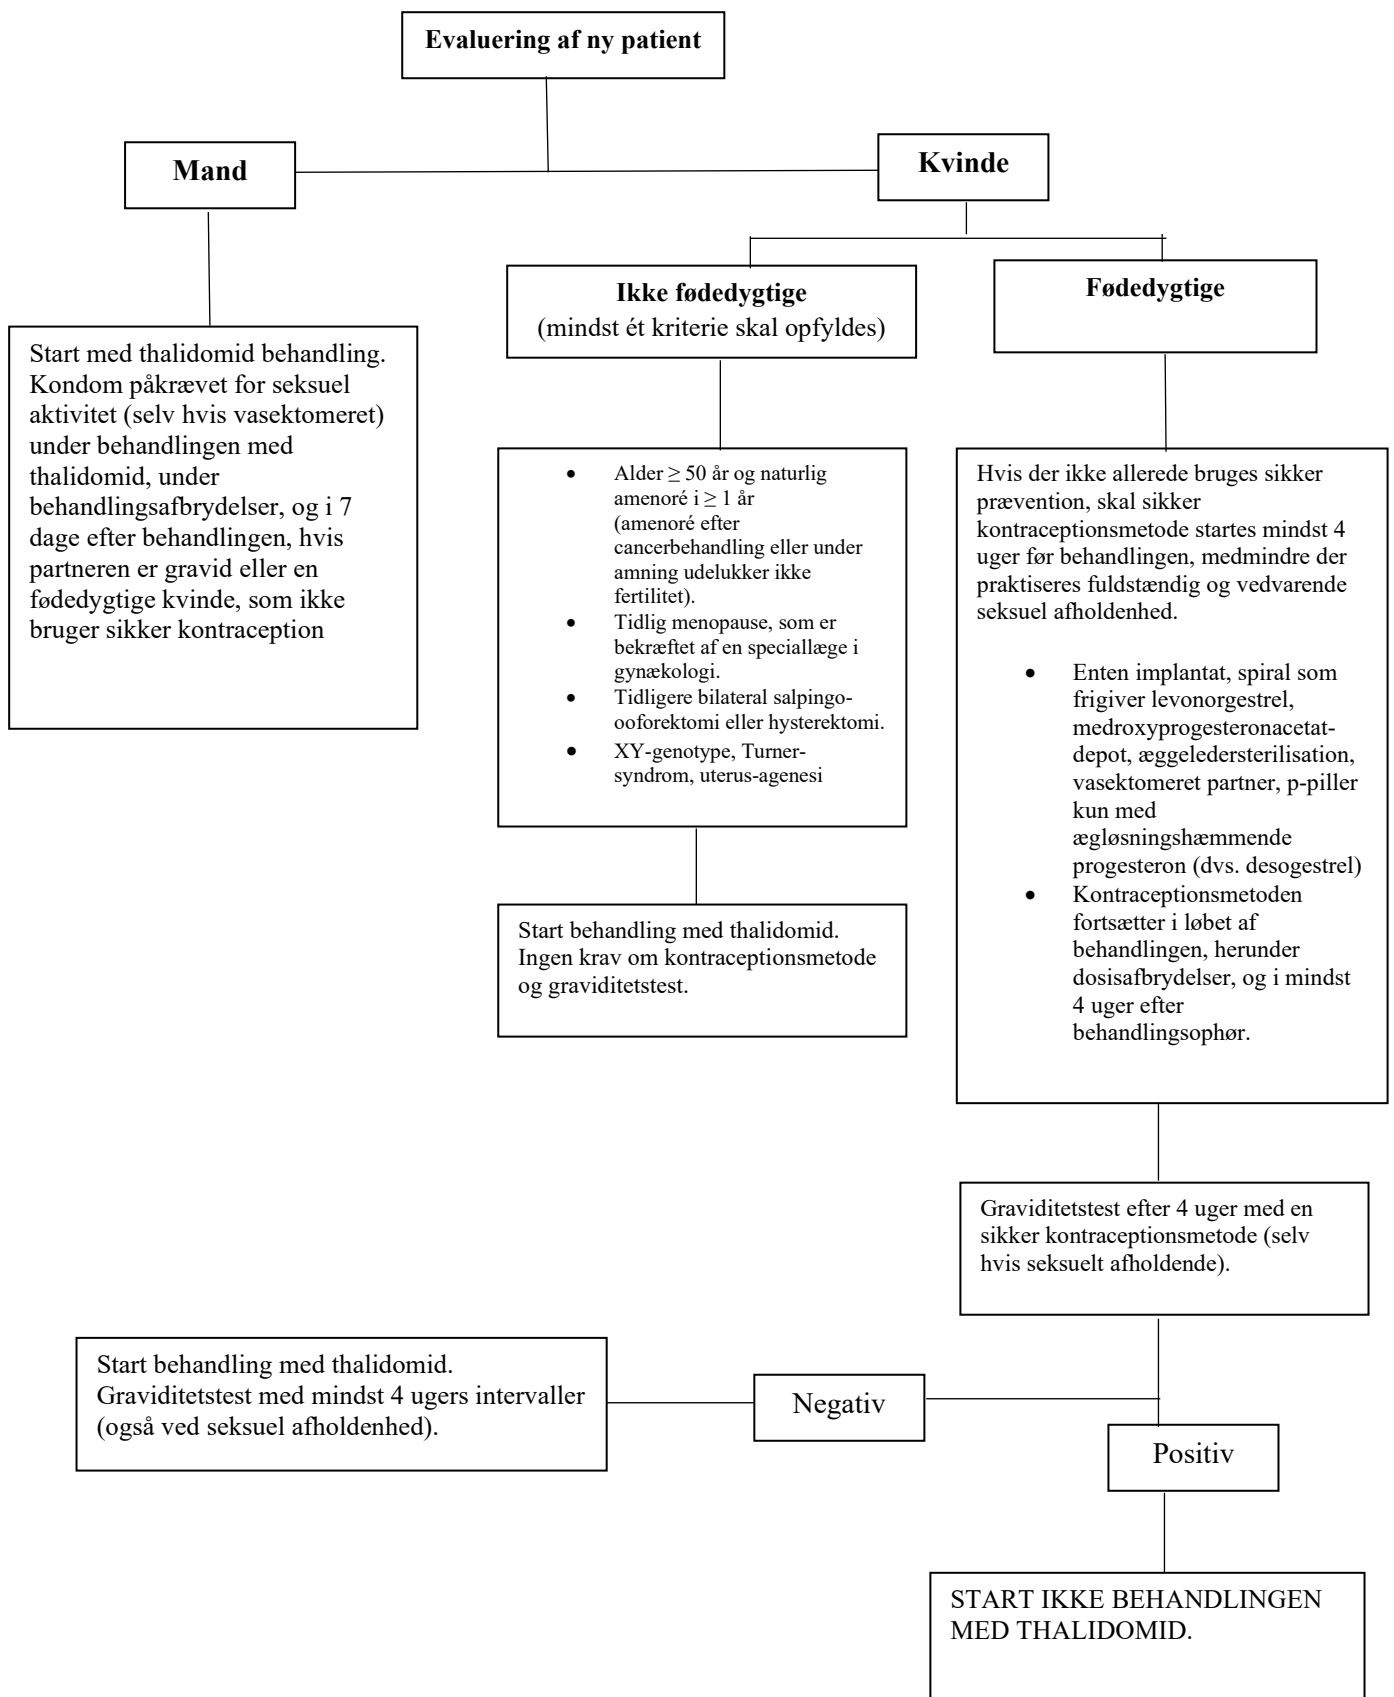 Evaluering af ny patient
Mand
Kvinde
Ikke fødedygtige
(mindst ét kriterie skal opfyldes)
Fødedygtige
Start med thalidomid behandling.
Kondom påkrævet for seksuel
aktivitet (selv hvis vasektomeret)
under behandlingen med
thalidomid, under
behandlingsafbrydelser, og i 7
dage efter behandlingen, hvis
partneren er gravid eller en
fødedygtige kvinde, som ikke
bruger sikker kontraception
• Alder ≥ 50 år og naturlig
amenoré i ≥ 1 år
(amenoré efter
cancerbehandling eller under
amning udelukker ikke
fertilitet).
• Tidlig menopause, som er
bekræftet af en speciallæge i
gynækologi.
• Tidligere bilateral salpingo-
ooforektomi eller hysterektomi.
• XY-genotype, Turner-
syndrom, uterus-agenesi
Start behandling med thalidomid.
Ingen krav om kontraceptionsmetode
og graviditetstest.
Hvis der ikke allerede bruges sikker
prævention, skal sikker
kontraceptionsmetode startes mindst 4
uger før behandlingen, medmindre der
praktiseres fuldstændig og vedvarende
seksuel afholdenhed.
• Enten implantat, spiral som
frigiver levonorgestrel,
medroxyprogesteronacetat-
depot, æggeledersterilisation,
vasektomeret partner, p-piller
kun med
ægløsningshæmmende
progesteron (dvs. desogestrel)
• Kontraceptionsmetoden
fortsætter i løbet af
behandlingen, herunder
dosisafbrydelser, og i mindst
4 uger efter
behandlingsophør.
Graviditetstest efter 4 uger med en
sikker kontraceptionsmetode (selv
hvis seksuelt afholdende).
Start behandling med thalidomid.
Graviditetstest med mindst 4 ugers intervaller
(også ved seksuel afholdenhed).
Negativ
Positiv
START IKKE BEHANDLINGEN
MED THALIDOMID.